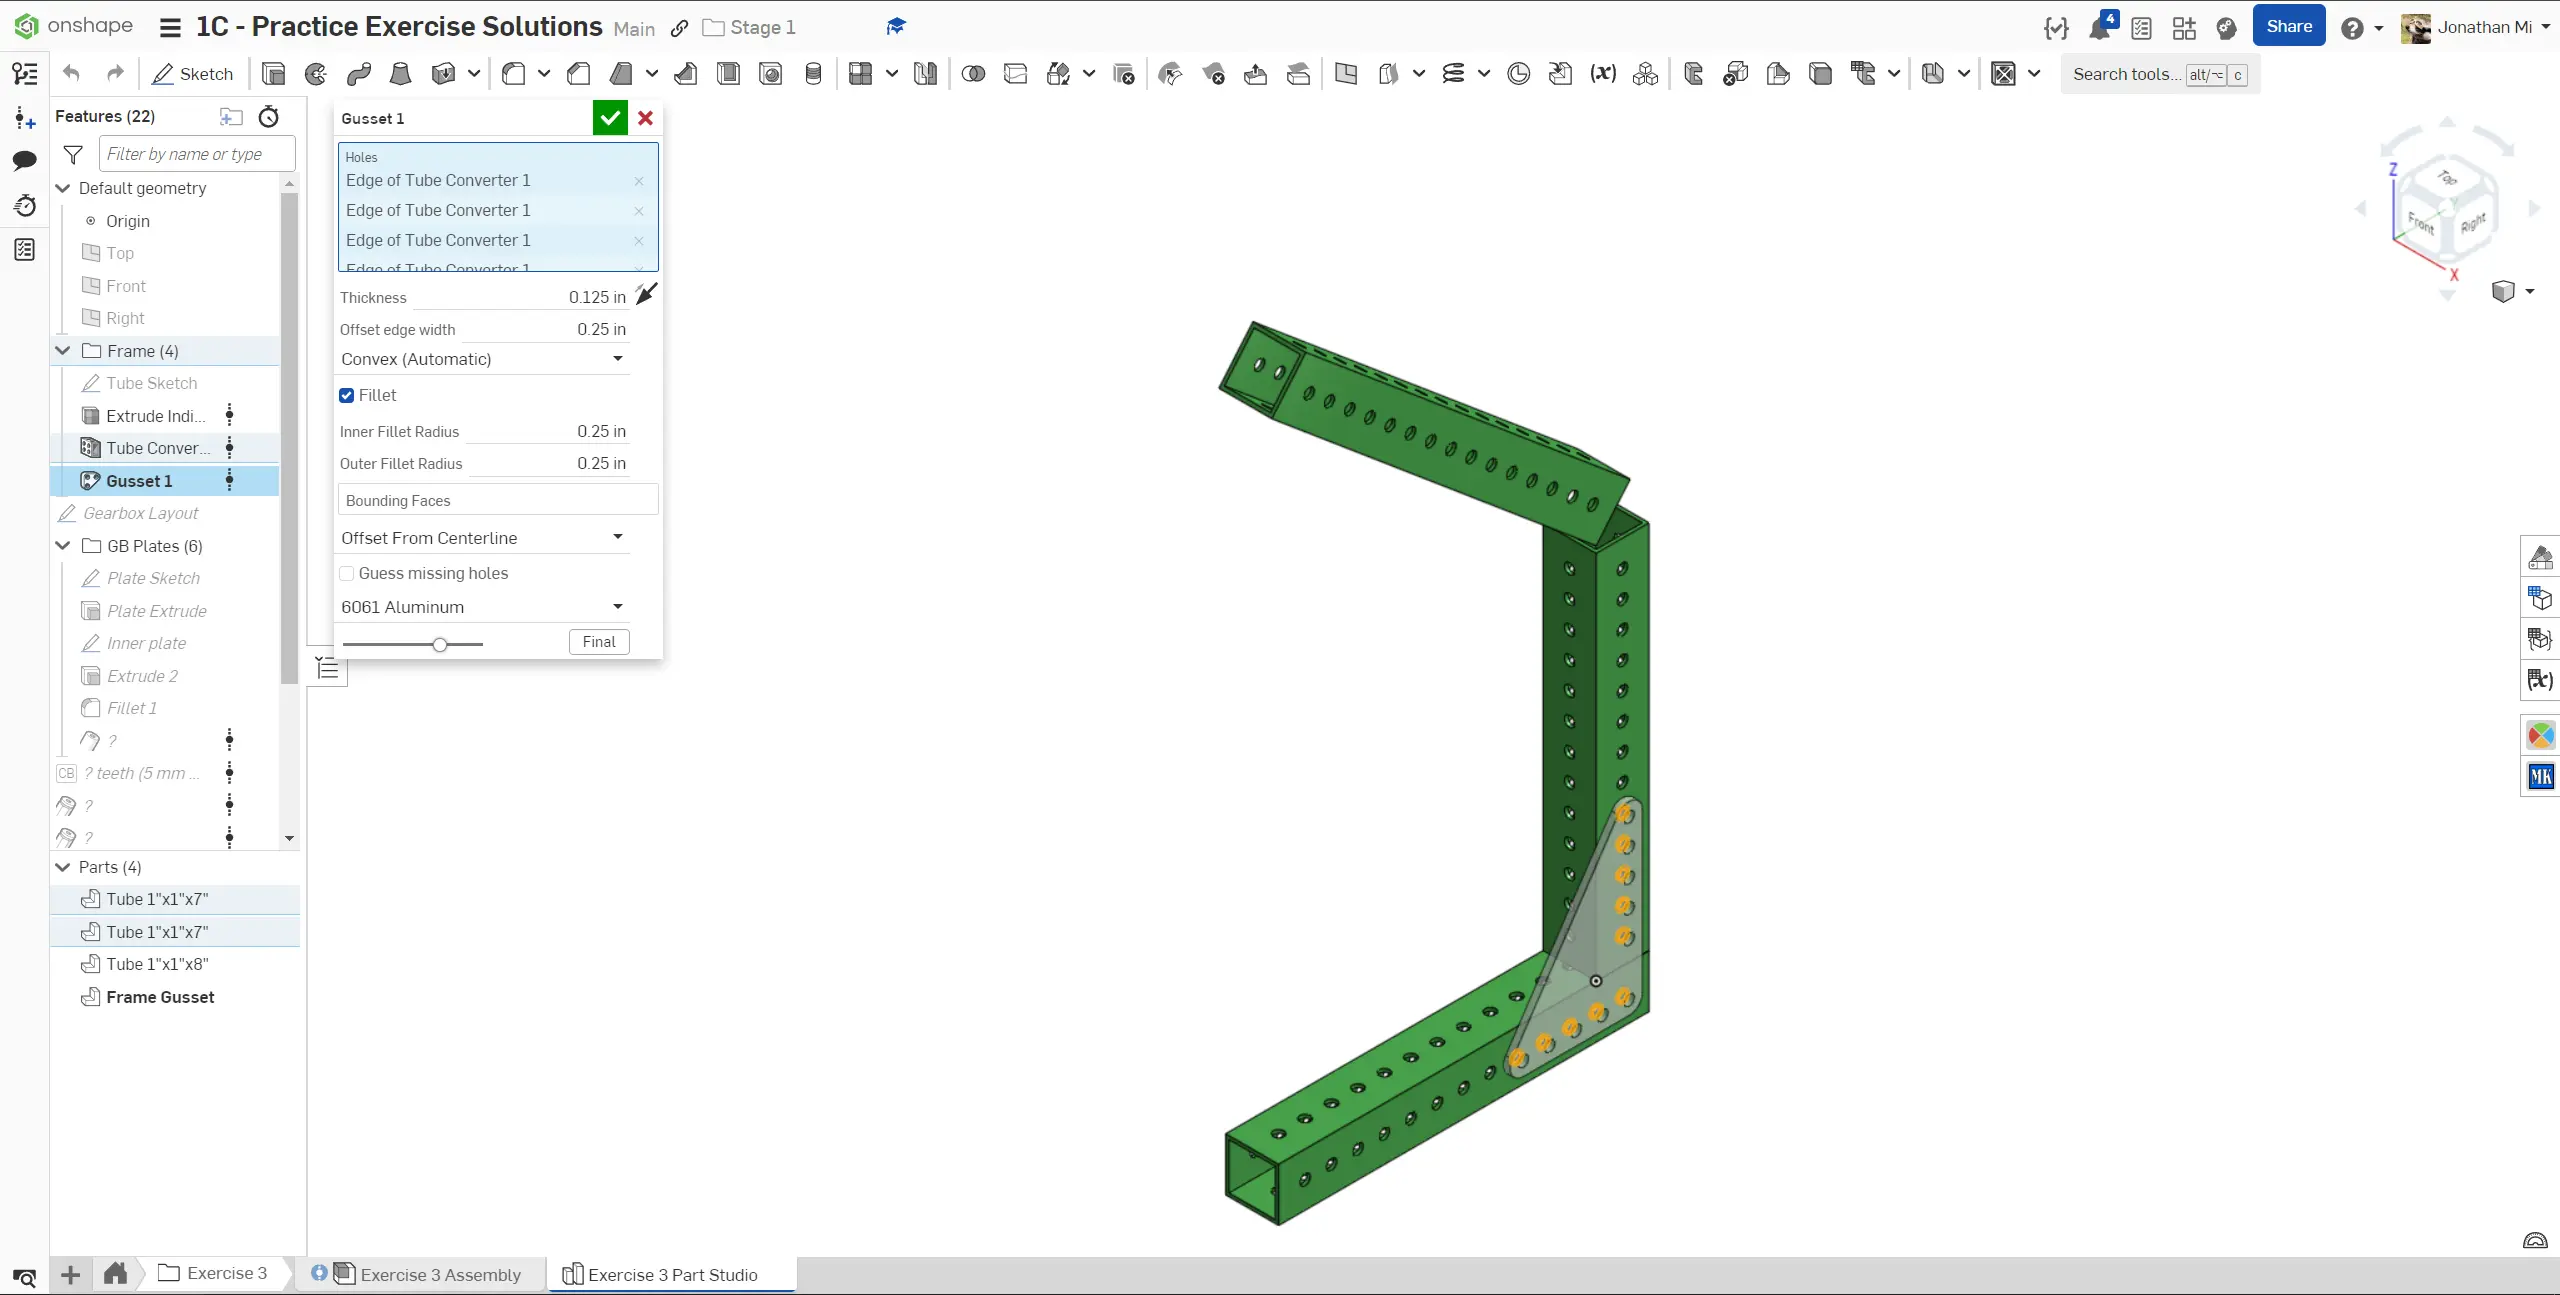 onshape
1C - Practice Exercise Solutions
Main
Stage 1
4
Share
Jonathan Mi
Sketch
(x)
Search tools... alt/⌥ c
Features (22)
Filter by name or type
Default geometry
Origin
Top
Front
Right
Frame (4)
Tube Sketch
Extrude Indi...
Tube Conver...
Gusset 1
Gearbox Layout
GB Plates (6)
Plate Sketch
Plate Extrude
Inner plate
Extrude 2
Fillet 1
?
CB ? teeth (5 mm ...
?
?
Parts (4)
Tube 1"x1"x7"
Tube 1"x1"x7"
Tube 1"x1"x8"
Frame Gusset
Gusset 1
Holes
Edge of Tube Converter 1
Edge of Tube Converter 1
Edge of Tube Converter 1
Edge of Tube Converter 1
Thickness 0.125 in
Offset edge width 0.25 in
Convex (Automatic)
Fillet
Inner Fillet Radius 0.25 in
Outer Fillet Radius 0.25 in
Bounding Faces
Offset From Centerline
Guess missing holes
6061 Aluminum
Final
Z
Top
Front
Right
Y
X
(x)
MK
Exercise 3
Exercise 3 Assembly
Exercise 3 Part Studio